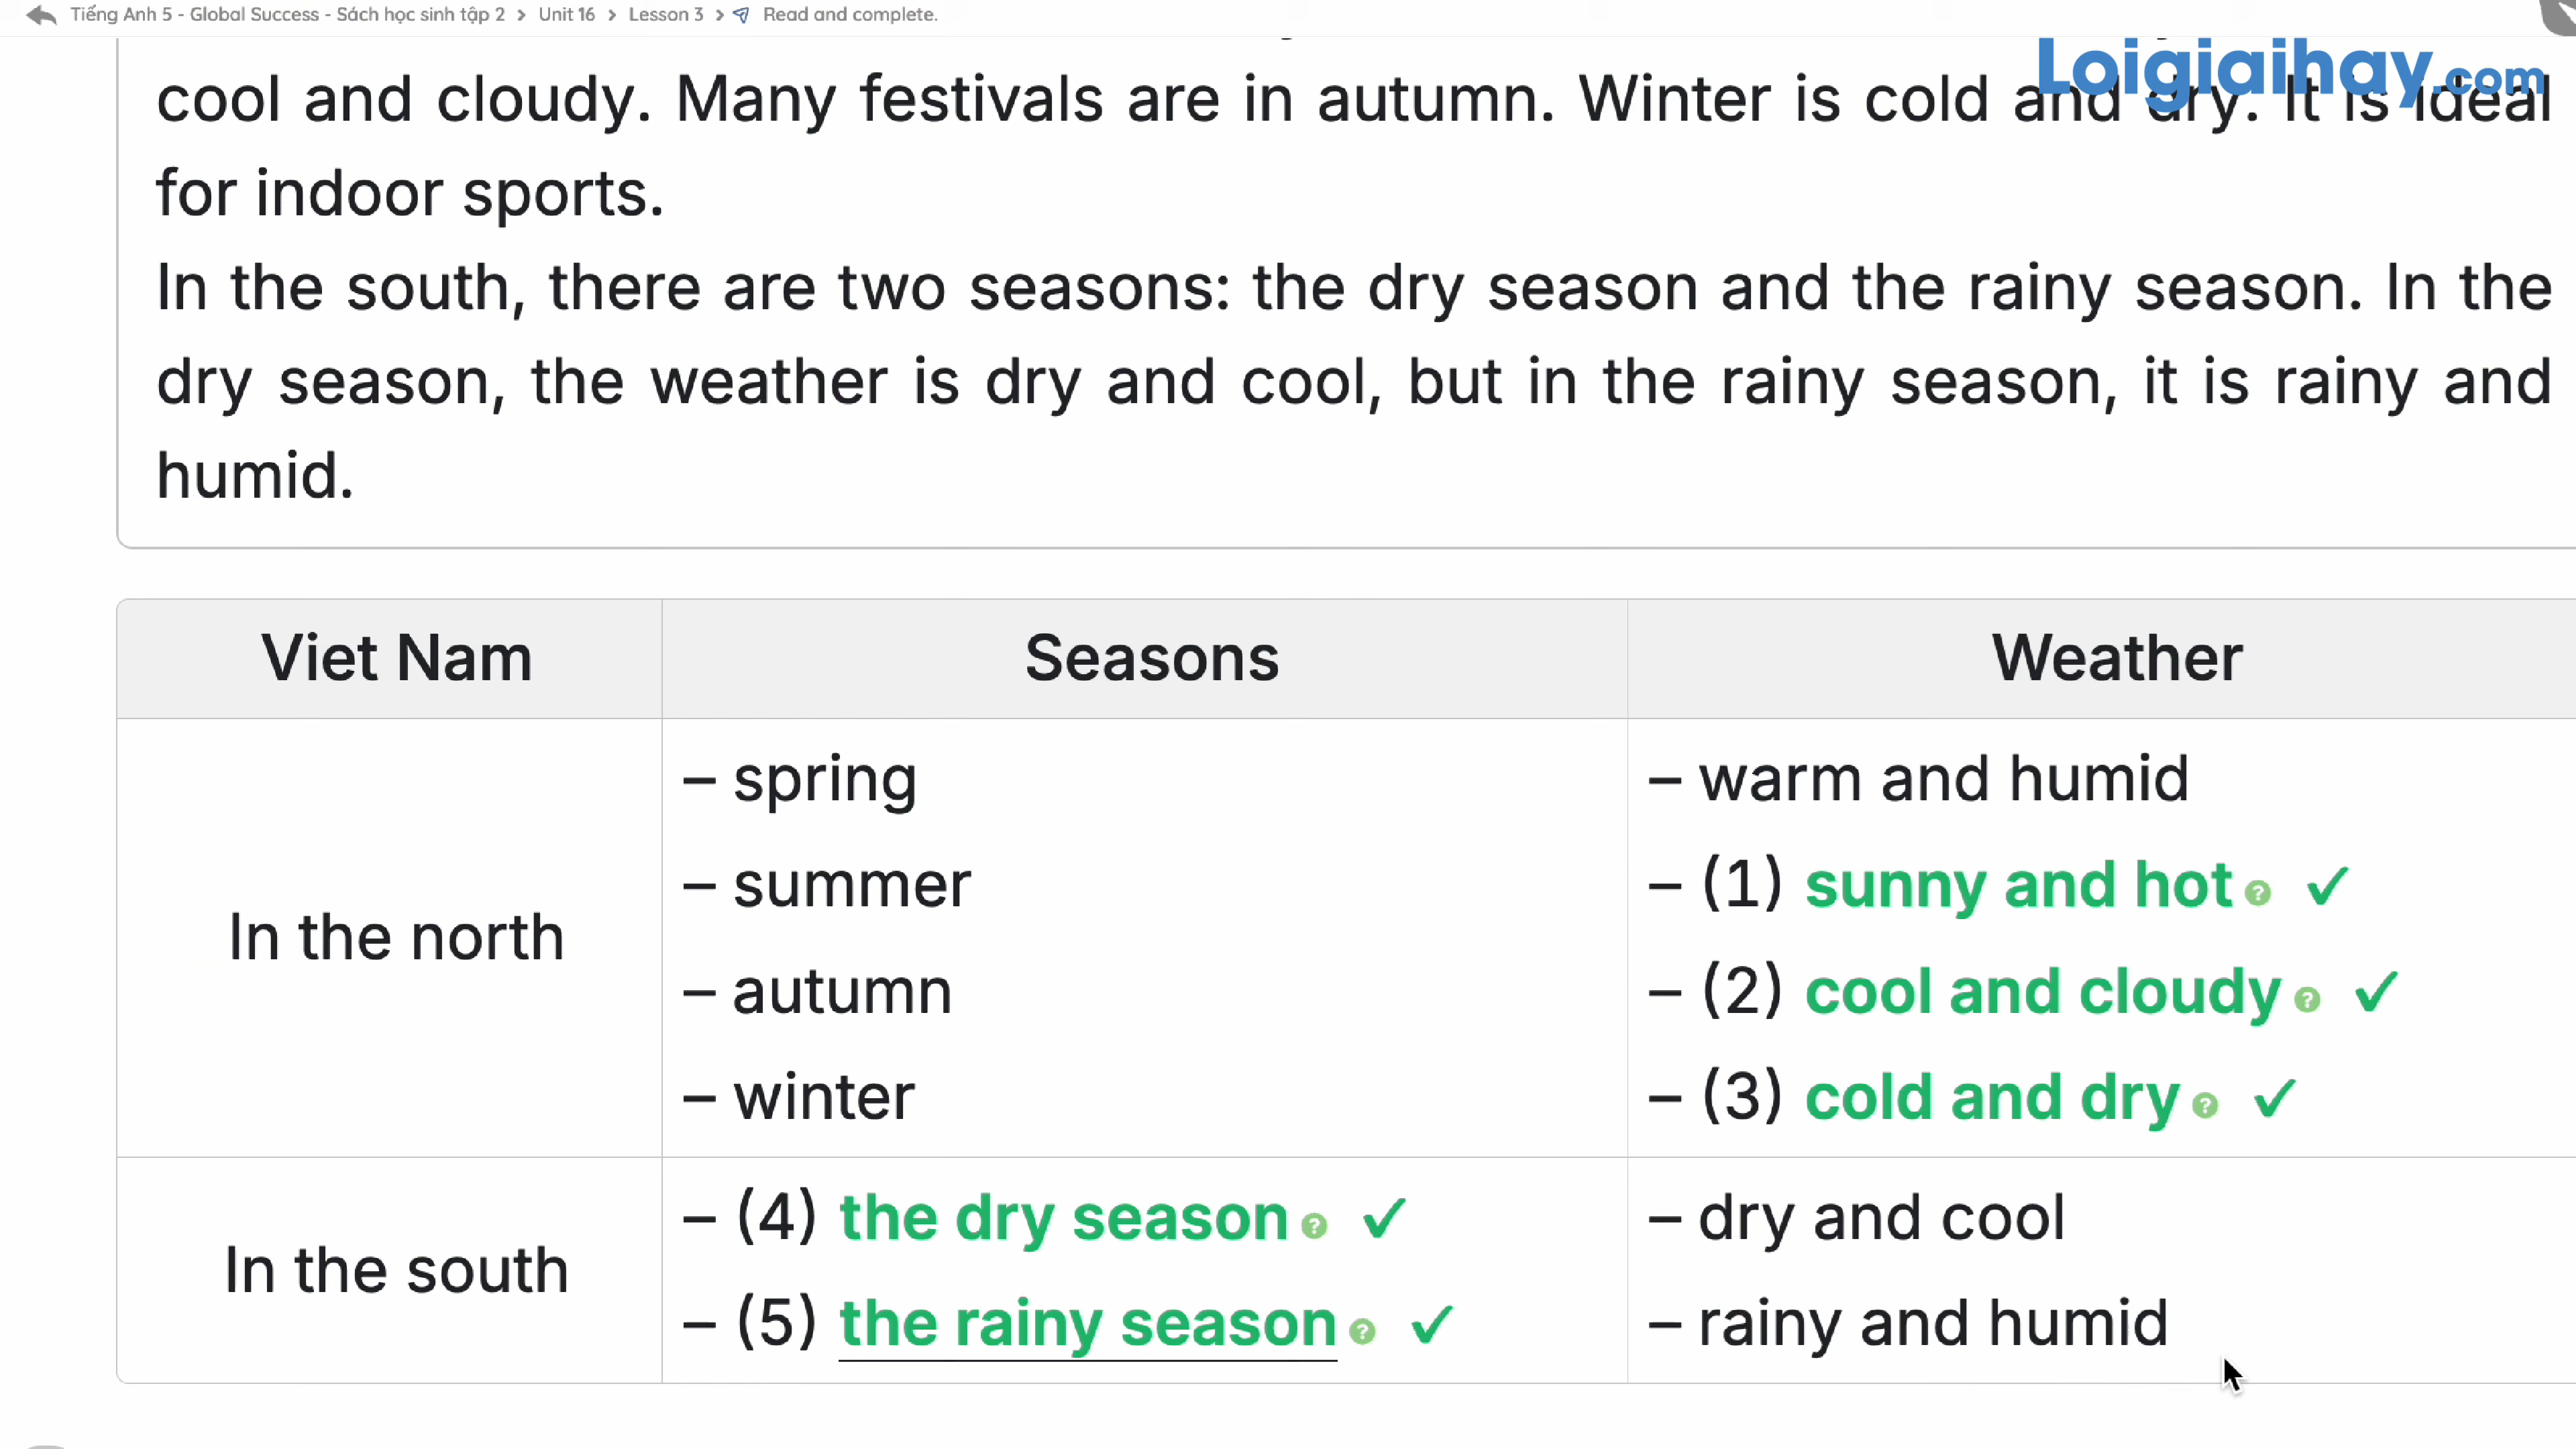 Tiếng Anh 5 - Global Success - Sách học sinh tập 2 > Unit 16 > Lesson 3 > Read and complete.
Loigiaihay.com
cool and cloudy. Many festivals are in autumn. Winter is cold and dry. It is ideal
for indoor sports.
In the south, there are two seasons: the dry season and the rainy season. In the
dry season, the weather is dry and cool, but in the rainy season, it is rainy and
humid.
Viet Nam Seasons Weather
In the north
– spring
– summer
– autumn
– winter
– warm and humid
– (1) sunny and hot ? ✓
– (2) cool and cloudy ? ✓
– (3) cold and dry ? ✓
In the south
– (4) the dry season ? ✓
– (5) the rainy season ? ✓
– dry and cool
– rainy and humid